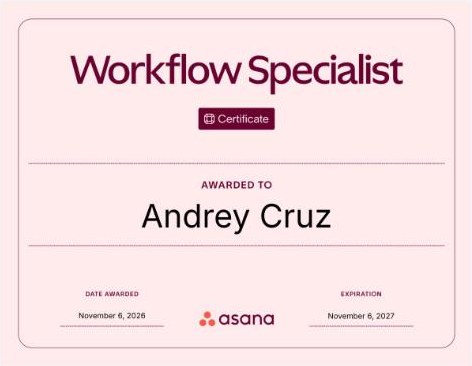 Workflow Specialist
Certificate
AWARDED TO
Andrey Cruz
DATE AWARDED
November 6, 2026
asana
EXPIRATION
November 6, 2027